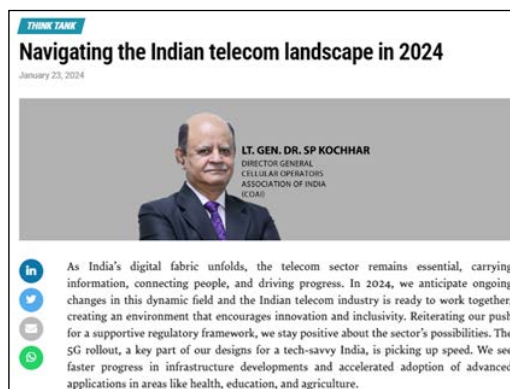 THINK TANK
Navigating the Indian telecom landscape in 2024
January 23, 2024
LT. GEN. DR. SP KOCHHAR
DIRECTOR GENERAL
CELLULAR OPERATORS
ASSOCIATION OF INDIA
(COAI)
in
As India's digital fabric unfolds, the telecom sector remains essential, carrying
information, connecting people, and driving progress. In 2024, we anticipate ongoing
changes in this dynamic field and the Indian telecom industry is ready to work together,
creating an environment that encourages innovation and inclusivity. Reiterating our push
for a supportive regulatory framework, we stay positive about the sector's possibilities. The
5G rollout, a key part of our designs for a tech-savvy India, is picking up speed. We see
faster progress in infrastructure developments and accelerated adoption of advanced
applications in areas like health, education, and agriculture.